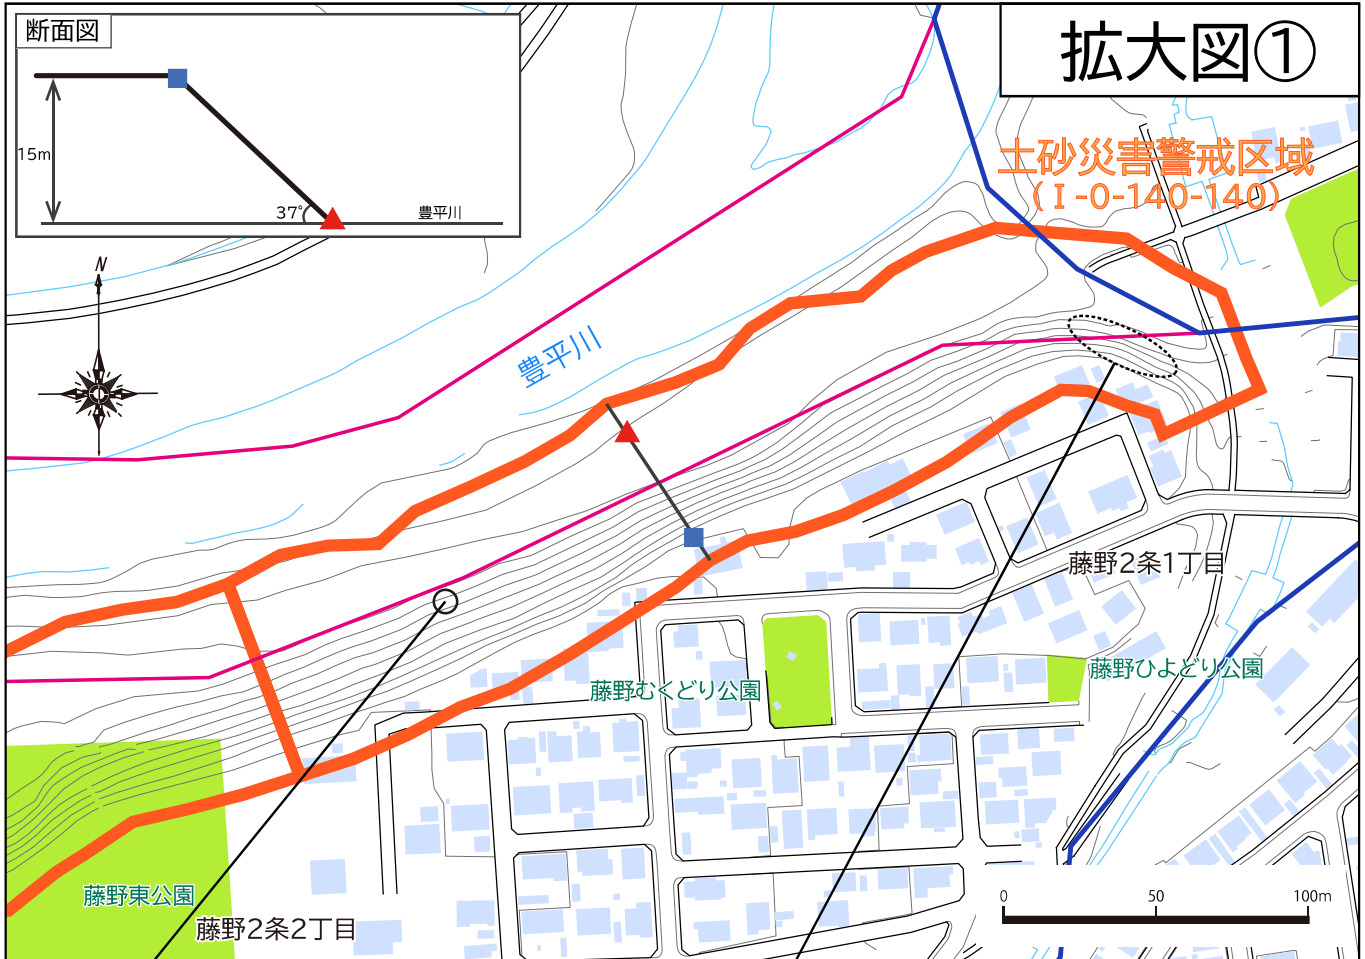 断面図
15m
37°
豊平川
拡大図①
土砂災害警戒区域
(Ⅰ-0-140-140)
N
豊平川
藤野2条1丁目
藤野むくどり公園
藤野ひよどり公園
藤野東公園
藤野2条2丁目
0 50 100m